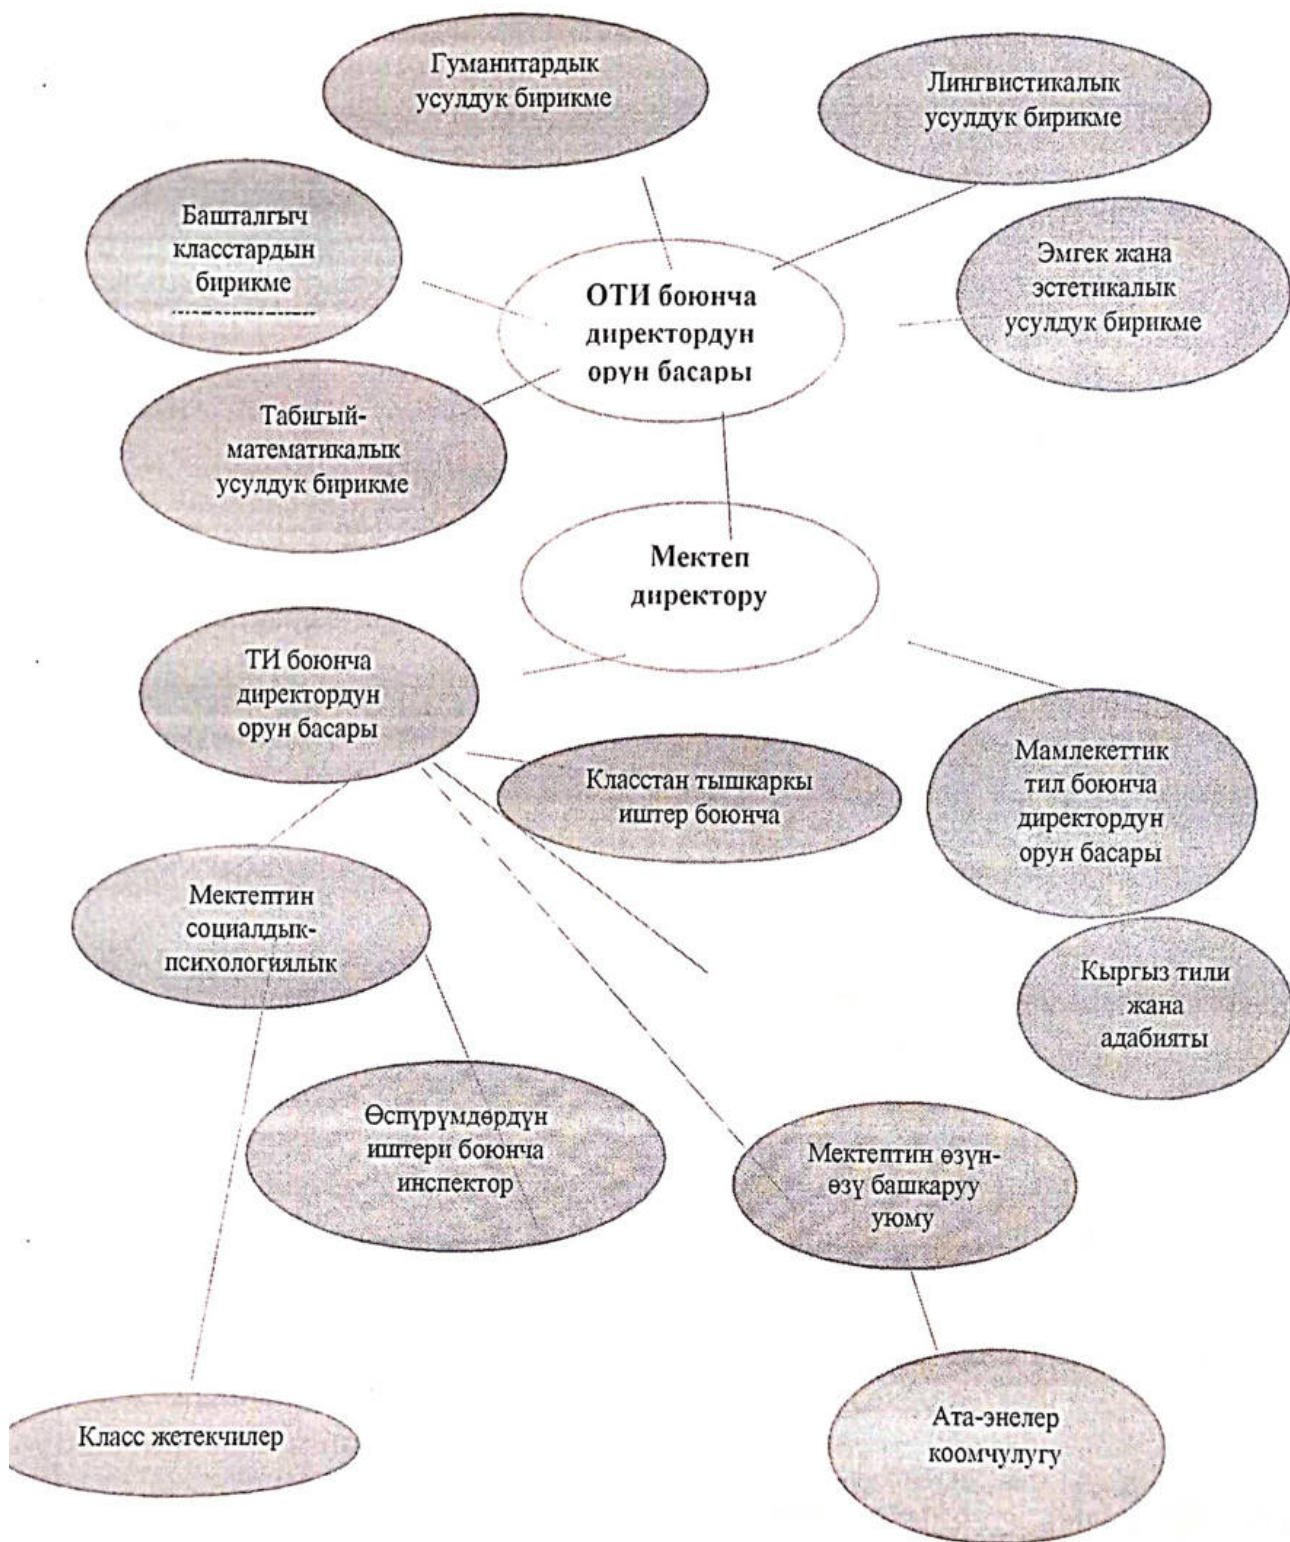 Гуманитардык
усулдук бирикме
Лингвистикалык
усулдук бирикме
Башталгыч
класстардын
бирикме
Эмгек жана
эстетикалык
усулдук бирикме
ОТИ боюнча
директордун
орун басары
Табигый-
математикалык
усулдук бирикме
Мектеп
директору
ТИ боюнча
директордун
орун басары
Класстан тышкаркы
иштер боюнча
Мамлекеттик
тил боюнча
директордун
орун басары
Мектептин
социалдык-
психологиялык
Кыргыз тили
жана
адабияты
Өспүрүмдөрдүн
иштери боюнча
инспектор
Мектептин өзүн-
өзү башкаруу
уюму
Класс жетекчилер
Ата-энелер
коомчулугу